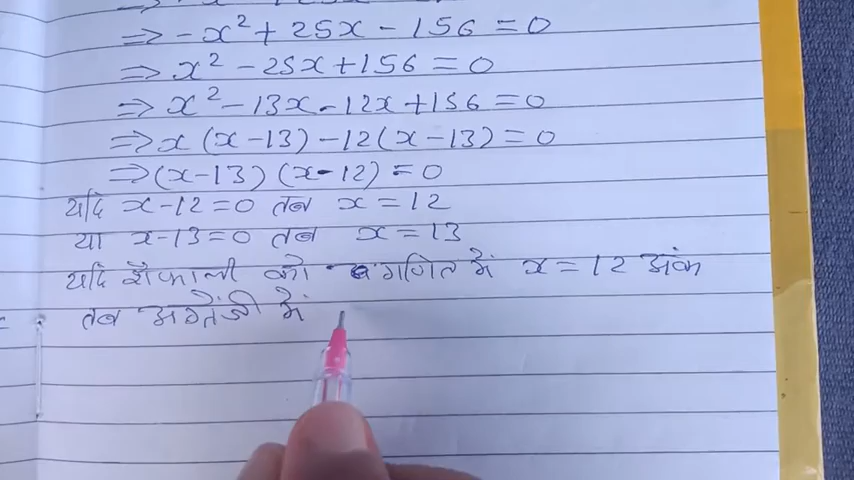 ⇒ -x² + 25x - 156 = 0
⇒ x² - 25x + 156 = 0
⇒ x² - 13x - 12x + 156 = 0
⇒ x (x - 13) - 12 (x - 13) = 0
⇒ (x - 13) (x - 12) = 0
यदि x - 12 = 0 तब x = 12
या x - 13 = 0 तब x = 13
यदि शेफाली को गणित में x = 12 अंक
तब अग्रेंजी में